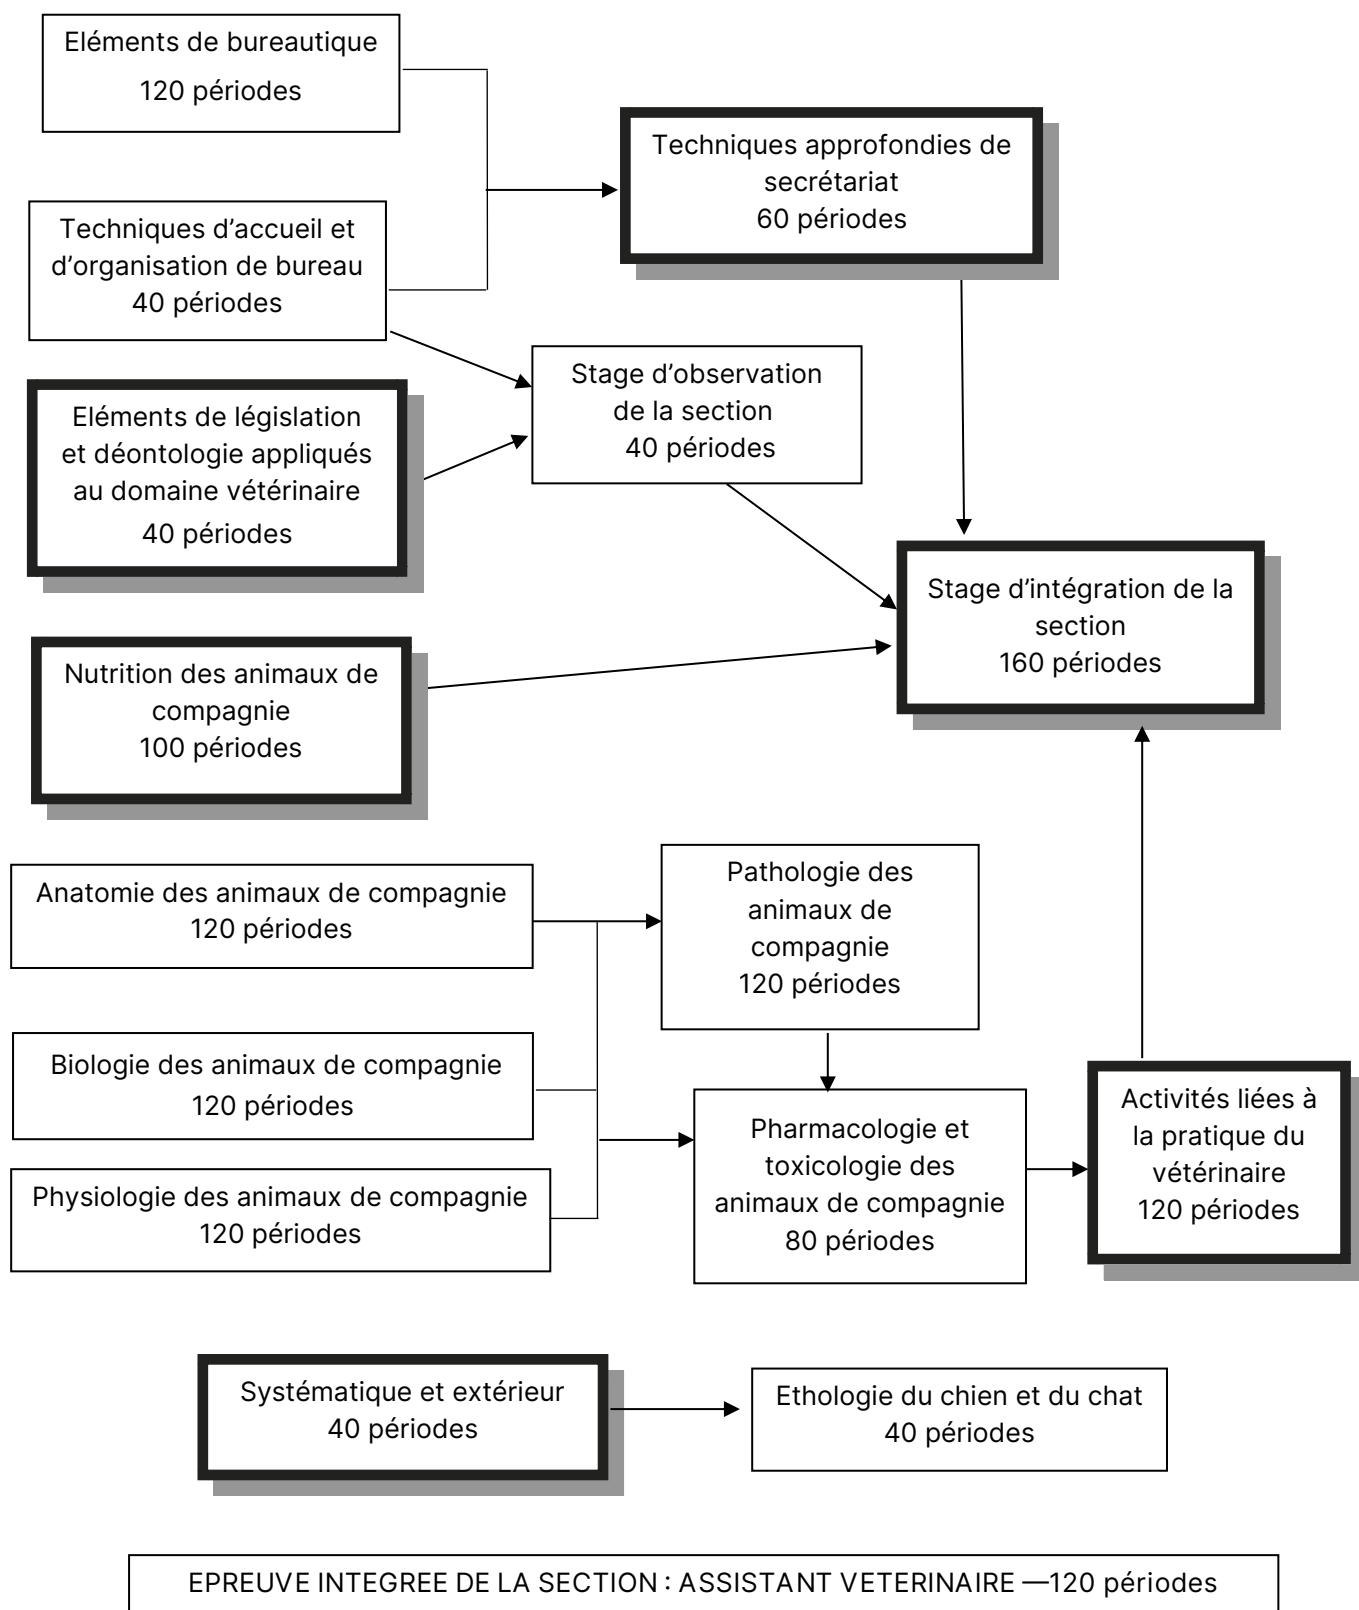 Eléments de bureautique
120 périodes
Techniques approfondies de
secrétariat
60 périodes
Techniques d’accueil et
d’organisation de bureau
40 périodes
Stage d’observation
de la section
40 périodes
Eléments de législation
et déontologie appliqués
au domaine vétérinaire
40 périodes
Stage d’intégration de la
section
160 périodes
Nutrition des animaux de
compagnie
100 périodes
Anatomie des animaux de compagnie
120 périodes
Pathologie des
animaux de
compagnie
120 périodes
Biologie des animaux de compagnie
120 périodes
Physiologie des animaux de compagnie
120 périodes
Pharmacologie et
toxicologie des
animaux de compagnie
80 périodes
Activités liées à
la pratique du
vétérinaire
120 périodes
Systématique et extérieur
40 périodes
Ethologie du chien et du chat
40 périodes
EPREUVE INTEGREE DE LA SECTION : ASSISTANT VETERINAIRE —120 périodes